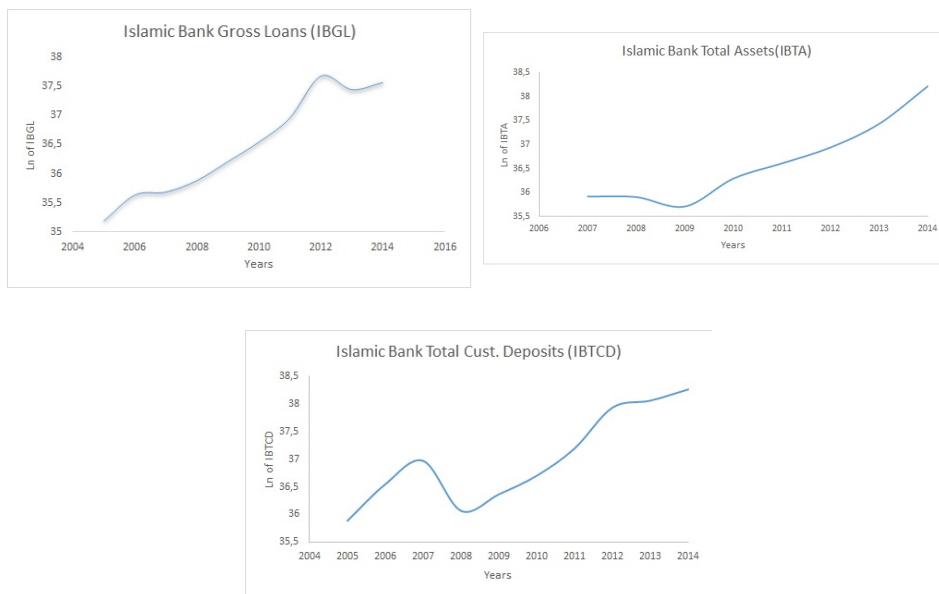 Islamic Bank Gross Loans (IBGL)
38
37,5
37
36,5
36
35,5
35
Ln of IBGL
2004 2006 2008 2010 2012 2014 2016
Years
Islamic Bank Total Assets(IBTA)
38,5
38
37,5
37
36,5
36
35,5
Ln of IBTA
2006 2007 2008 2009 2010 2011 2012 2013 2014
Years
Islamic Bank Total Cust. Deposits (IBTCD)
38,5
38
37,5
37
36,5
36
35,5
Ln of IBTCD
2004 2005 2006 2007 2008 2009 2010 2011 2012 2013 2014
Years